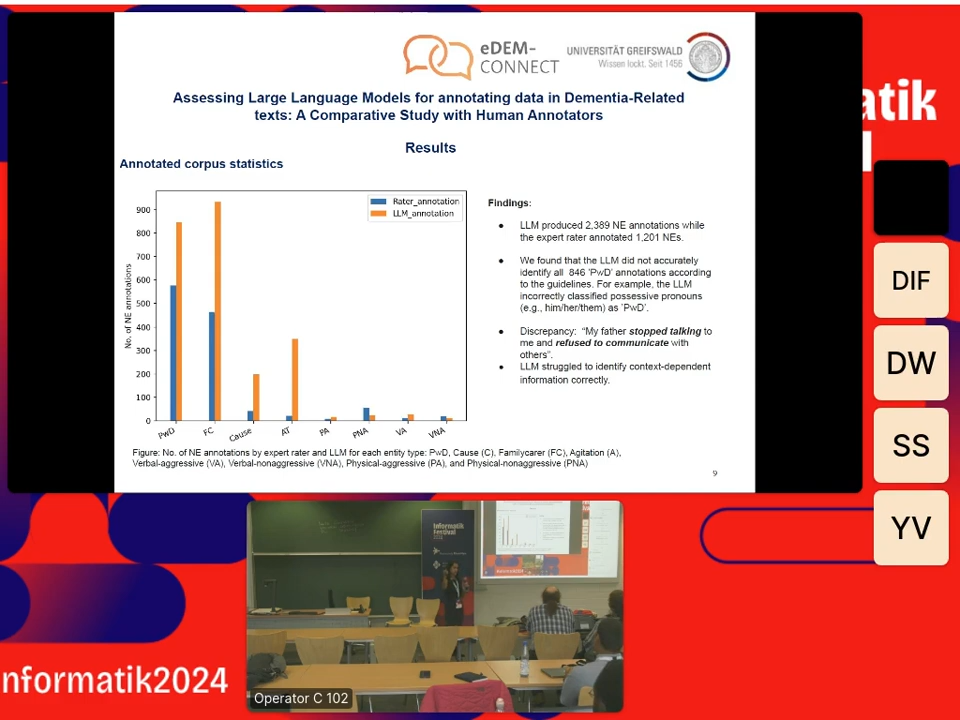 eDEM-
CONNECT
UNIVERSITÄT GREIFSWALD
Wissen lockt. Seit 1456
Assessing Large Language Models for annotating data in Dementia-Related
texts: A Comparative Study with Human Annotators
Results
Annotated corpus statistics
Rater_annotation
LLM_annotation
No. of NE annotations
900
800
700
600
500
400
300
200
100
0
PwD
FC
Cause
AT
PA
PNA
VA
VNA
Figure: No. of NE annotations by expert rater and LLM for each entity type: PwD, Cause (C), Familycarer (FC), Agitation (A),
Verbal-aggressive (VA), Verbal-nonaggressive (VNA), Physical-aggressive (PA), and Physical-nonaggressive (PNA)
Findings:
● LLM produced 2,389 NE annotations while
the expert rater annotated 1,201 NEs.
● We found that the LLM did not accurately
identify all 846 'PwD' annotations according
to the guidelines. For example, the LLM
incorrectly classified possessive pronouns
(e.g., him/her/them) as 'PwD'.
● Discrepancy: "My father stopped talking to
me and refused to communicate with
others".
● LLM struggled to identify context-dependent
information correctly.
9
atik
DIF
DW
SS
YV
Informatik
Festival
2024
Operator C 102
nformatik2024